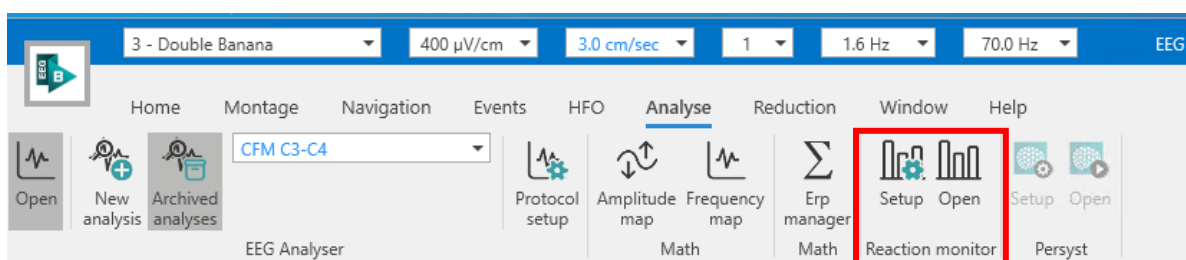 3 - Double Banana 400 µV/cm 3.0 cm/sec 1 1.6 Hz 70.0 Hz EEG
EEG
B
Home Montage Navigation Events HFO Analyse Reduction Window Help
CFM C3-C4
Open New Archived Protocol Amplitude Frequency Erp Setup Open Setup Open
analysis analyses setup map map manager
EEG Analyser Math Math Reaction monitor Persyst